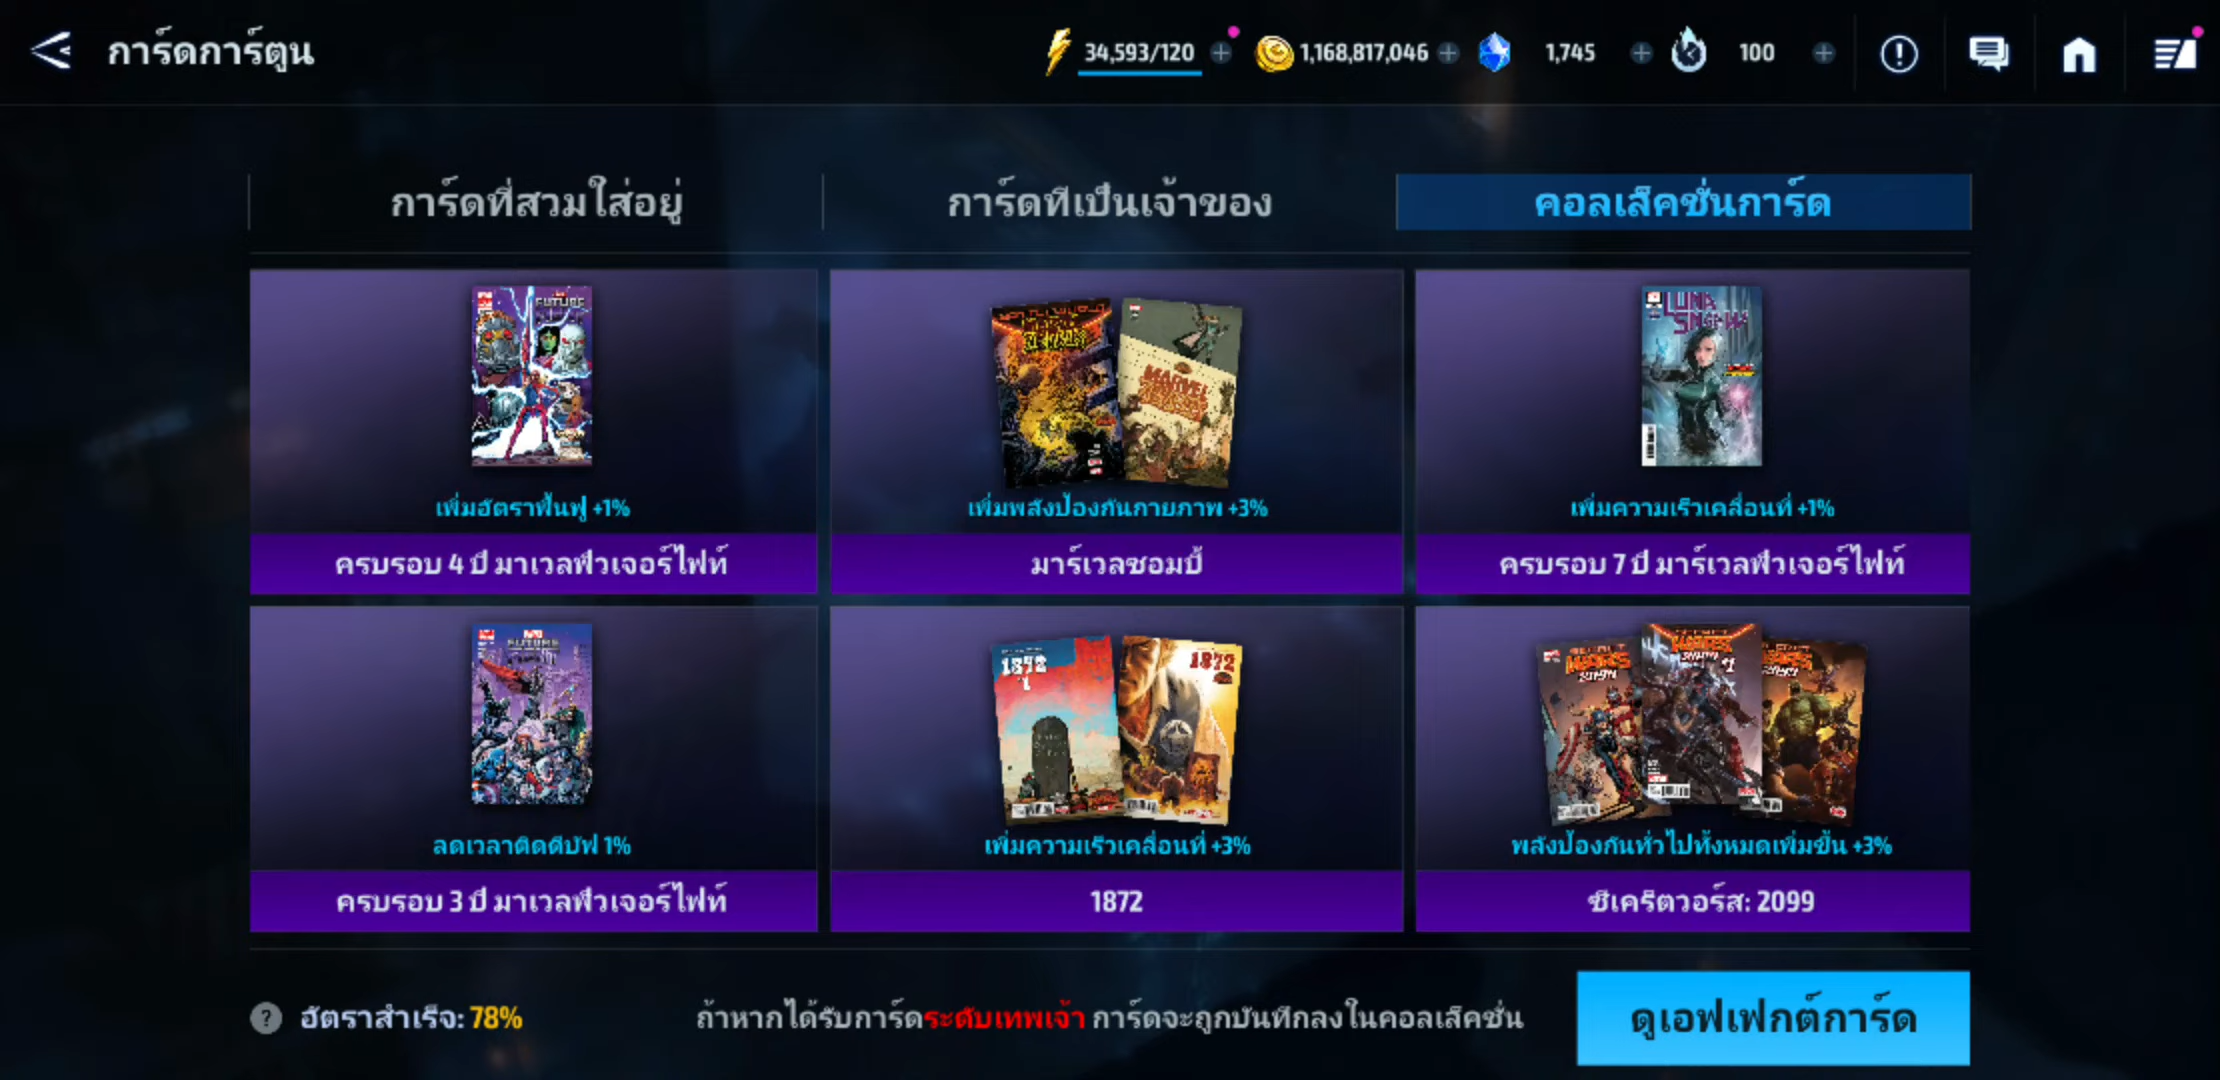 การ์ดการ์ตูน
34,593/120
1,168,817,046
1,745
100
การ์ดที่สวมใส่อยู่
การ์ดที่เป็นเจ้าของ
คอลเล็คชั่นการ์ด
เพิ่มอัตราฟื้นฟู +1%
เพิ่มพลังป้องกันกายภาพ +3%
เพิ่มความเร็วเคลื่อนที่ +1%
ครบรอบ 4 ปี มาเวลฟิวเจอร์ไฟท์
มาร์เวลซอมบี้
ครบรอบ 7 ปี มาร์เวลฟิวเจอร์ไฟท์
LUNA
SNOW
1872
#1
1872
ลดเวลาติดดีบัฟ 1%
เพิ่มความเร็วเคลื่อนที่ +3%
พลังป้องกันทั่วไปทั้งหมดเพิ่มขึ้น +3%
ครบรอบ 3 ปี มาเวลฟิวเจอร์ไฟท์
1872
ซีเคร็ตวอร์ส: 2099
อัตราสำเร็จ: 78%
ถ้าหากได้รับการ์ดระดับเทพเจ้า การ์ดจะถูกบันทึกลงในคอลเล็คชั่น
ดูเอฟเฟกต์การ์ด